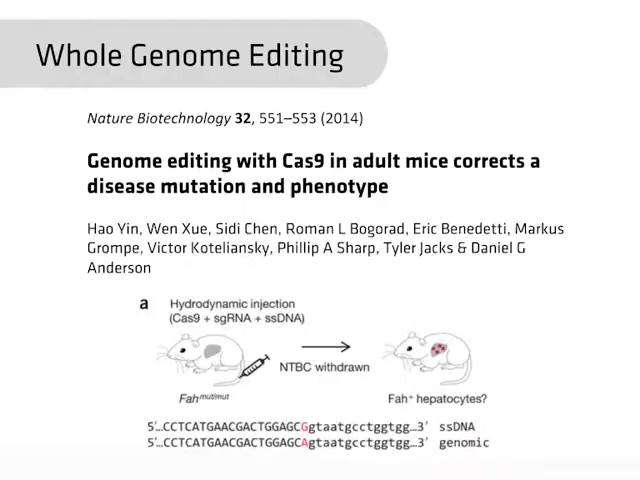 Whole Genome Editing
Nature Biotechnology 32, 551–553 (2014)
Genome editing with Cas9 in adult mice corrects a
disease mutation and phenotype
Hao Yin, Wen Xue, Sidi Chen, Roman L Bogorad, Eric Benedetti, Markus
Grompe, Victor Koteliansky, Phillip A Sharp, Tyler Jacks & Daniel G
Anderson
a
Hydrodynamic injection
(Cas9 + sgRNA + ssDNA)
NTBC withdrawn
Fah mut/mut
Fah+ hepatocytes?
5’…CCTCATGAACGACTGGAGCGgtaatgcctggtgg…3’ ssDNA
5’…CCTCATGAACGACTGGAGCAgtaatgcctggtgg…3’ genomic